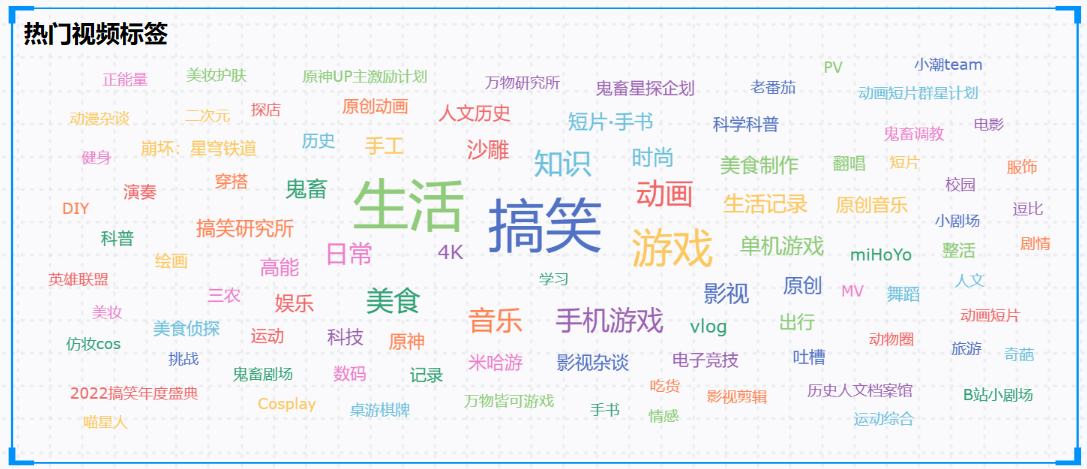 热门视频标签
小潮team
PV
正能量
美妆护肤
原神UP主激励计划
万物研究所
鬼畜星探企划
老番茄
动画短片群星计划
动漫杂谈
二次元
探店
原创动画
人文历史
短片·手书
科学科普
鬼畜调教
电影
健身
崩坏：星穹铁道
历史
手工
沙雕
知识
时尚
美食制作
翻唱
短片
服饰
DIY
演奏
穿搭
鬼畜
生活
搞笑
动画
生活记录
原创音乐
校园
逗比
科普
搞笑研究所
日常
4K
游戏
单机游戏
miHoYo
小剧场
整活
剧情
绘画
高能
英雄联盟
三农
娱乐
美食
学习
影视
原创
MV
舞蹈
人文
美妆
美食侦探
运动
科技
原神
音乐
手机游戏
vlog
出行
动画短片
仿妆cos
挑战
鬼畜剧场
数码
记录
米哈游
影视杂谈
电子竞技
吐槽
动物圈
旅游
奇葩
2022搞笑年度盛典
Cosplay
桌游棋牌
万物皆可游戏
手书
吃货
情感
影视剪辑
历史人文档案馆
B站小剧场
喵星人
运动综合